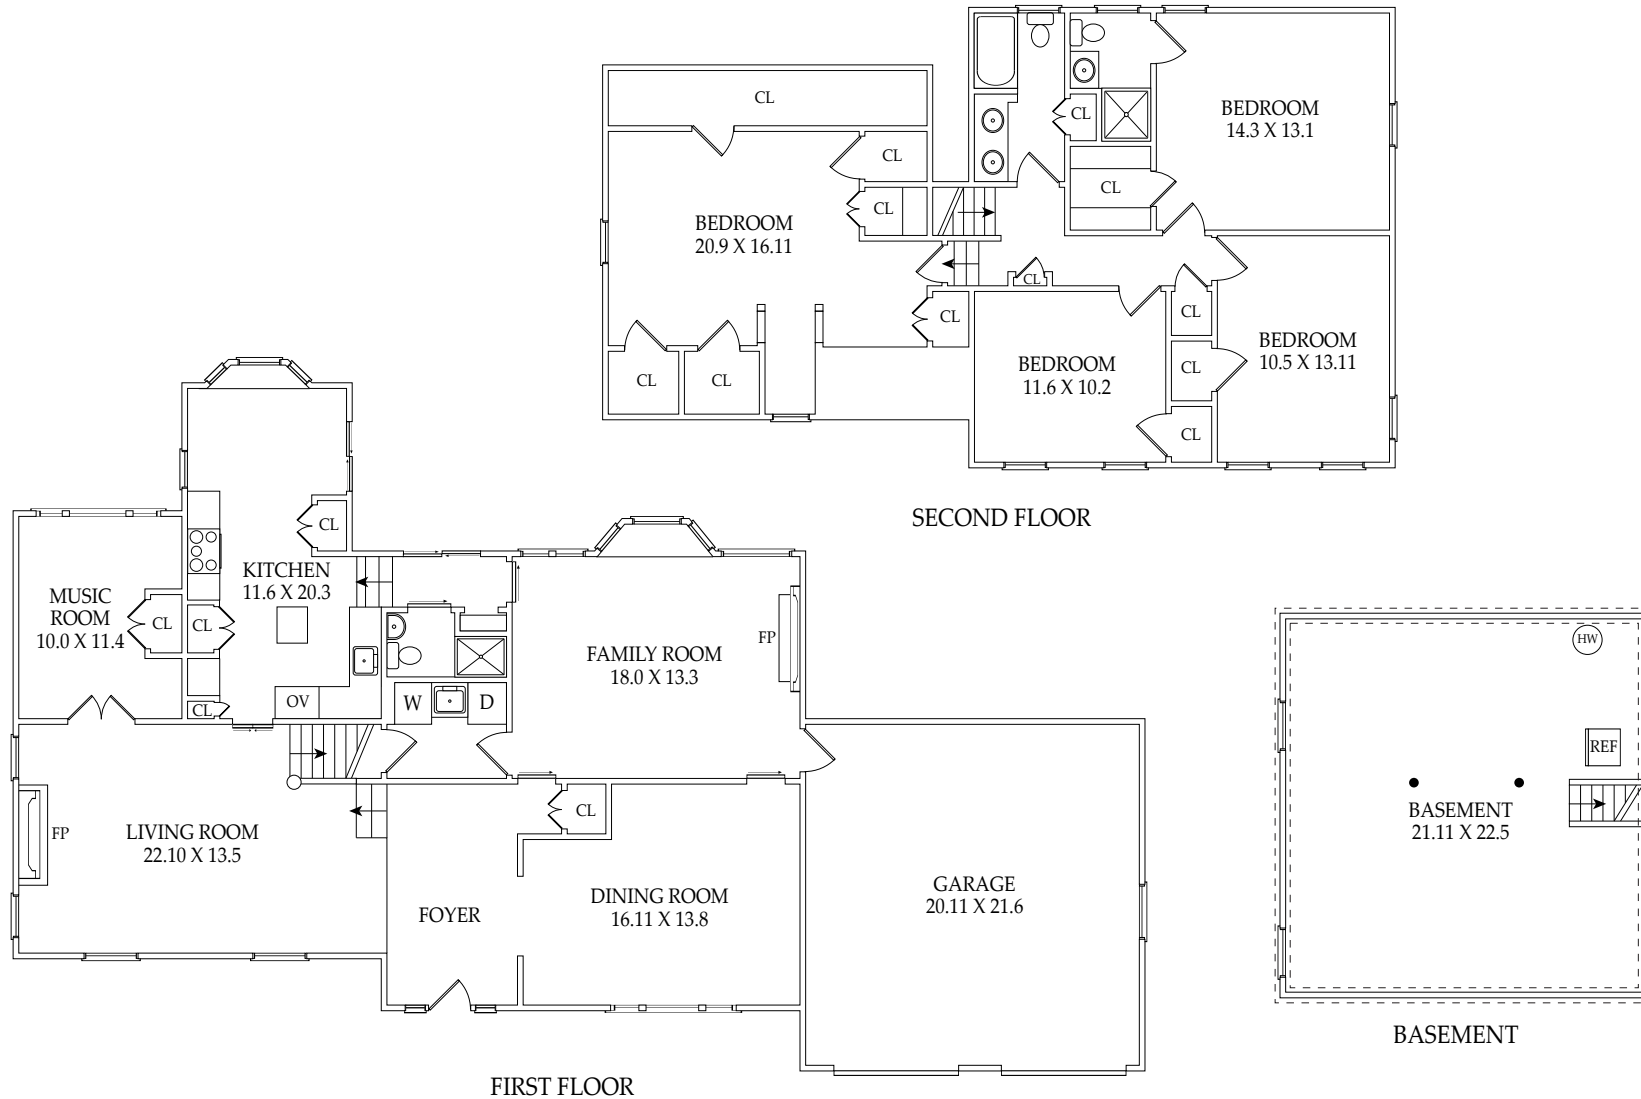 CL
CL
CL
CL
CL
BEDROOM
14.3 X 13.1
BEDROOM
20.9 X 16.11
CL
CL
CL
CL
CL
CL
BEDROOM
11.6 X 10.2
CL
CL
CL
BEDROOM
10.5 X 13.11
SECOND FLOOR
CL
KITCHEN
11.6 X 20.3
MUSIC
ROOM
10.0 X 11.4
CL
CL
CL
OV
W
D
FAMILY ROOM
18.0 X 13.3
FP
FP
LIVING ROOM
22.10 X 13.5
CL
FOYER
DINING ROOM
16.11 X 13.8
GARAGE
20.11 X 21.6
FIRST FLOOR
HW
REF
BASEMENT
21.11 X 22.5
BASEMENT